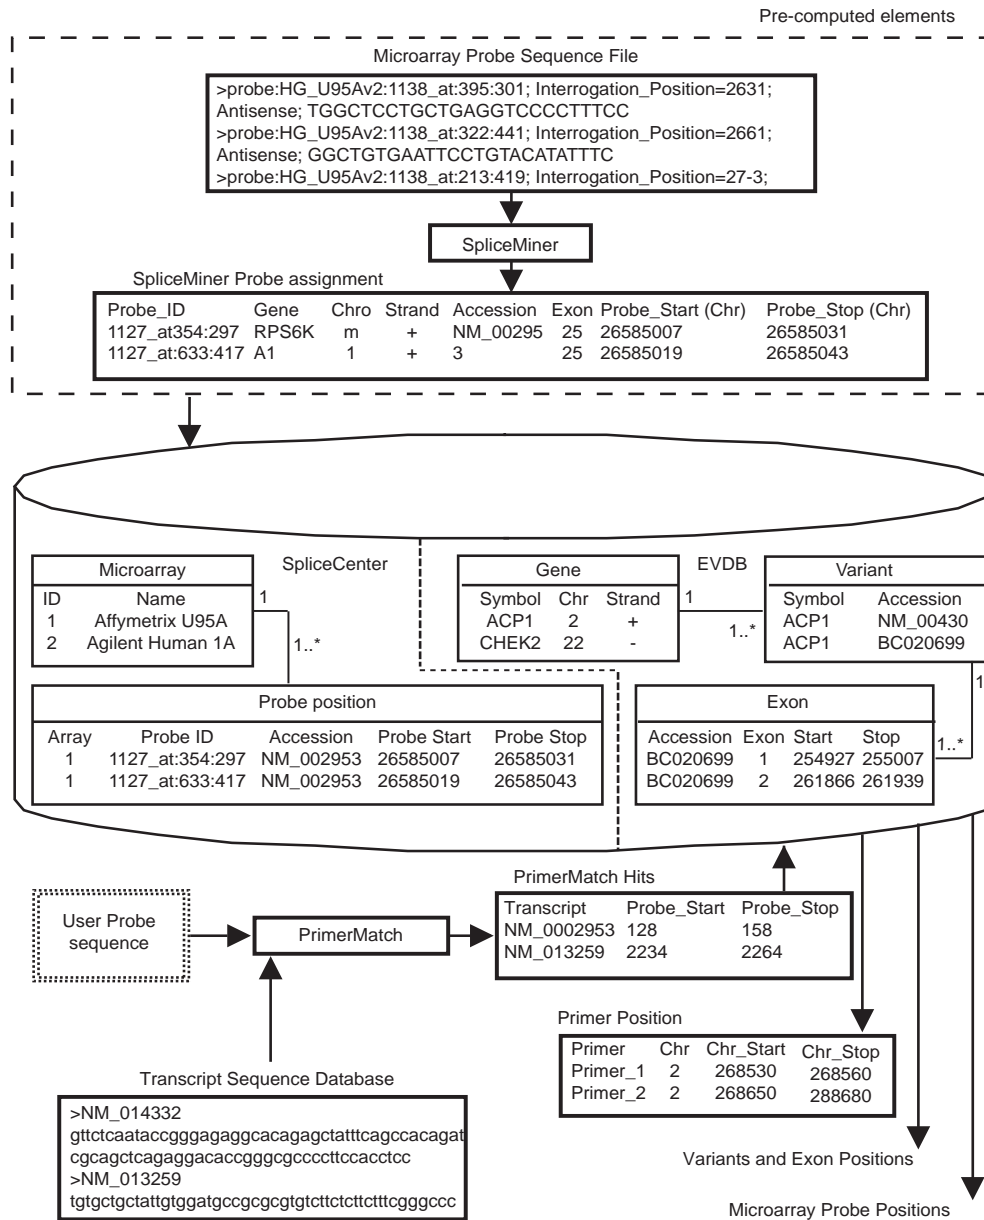 Pre-computed elements
Microarray Probe Sequence File
>probe:HG_U95Av2:1138_at:395:301; Interrogation_Position=2631;
Antisense; TGGCTCCTGCTGAGGTCCCCTTTCC
>probe:HG_U95Av2:1138_at:322:441; Interrogation_Position=2661;
Antisense; GGCTGTGAATTCCTGTACATATTTC
>probe:HG_U95Av2:1138_at:213:419; Interrogation_Position=27-3;
SpliceMiner
SpliceMiner Probe assignment
Probe_ID Gene Chro Strand Accession Exon Probe_Start (Chr) Probe_Stop (Chr)
1127_at354:297 RPS6K m + NM_00295 25 26585007 26585031
1127_at:633:417 A1 1 + 3 25 26585019 26585043
Microarray
ID Name
1 Affymetrix U95A
2 Agilent Human 1A
SpliceCenter
1
1..*
Gene
Symbol Chr Strand
ACP1 2 +
CHEK2 22 -
EVDB
1
1..*
Variant
Symbol Accession
ACP1 NM_00430
ACP1 BC020699
1
1..*
Probe position
Array Probe ID Accession Probe Start Probe Stop
1 1127_at:354:297 NM_002953 26585007 26585031
1 1127_at:633:417 NM_002953 26585019 26585043
Exon
Accession Exon Start Stop
BC020699 1 254927 255007
BC020699 2 261866 261939
PrimerMatch Hits
Transcript Probe_Start Probe_Stop
NM_0002953 128 158
NM_013259 2234 2264
User Probe
sequence
PrimerMatch
Primer Position
Primer Chr Chr_Start Chr_Stop
Primer_1 2 268530 268560
Primer_2 2 268650 288680
Transcript Sequence Database
>NM_014332
gttctcaataccgggagaggcacagagctatttcagccacagat
cgcagctcagaggacaccgggcgccccttccacctcc
>NM_013259
tgtgctgctattgtggatgccgcgcgtgtcttctcttctttcgggccc
Variants and Exon Positions
Microarray Probe Positions